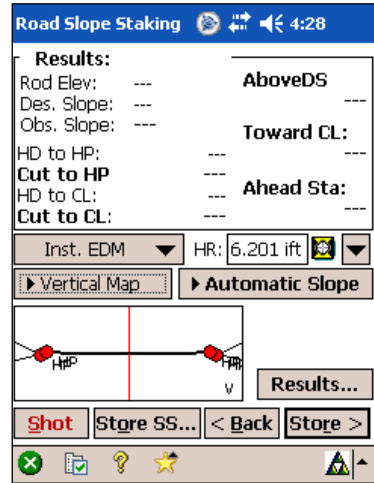 Road Slope Staking 4:28
Results:
Rod Elev: ---
Des. Slope: ---
Obs. Slope: ---
HD to HP: ---
Cut to HP ---
HD to CL: ---
Cut to CL: ---
AboveDS
---
Toward CL:
---
Ahead Sta:
---
Inst. EDM HR: 6.201 ift
Vertical Map Automatic Slope
V
Results...
Shot Store SS... < Back Store >